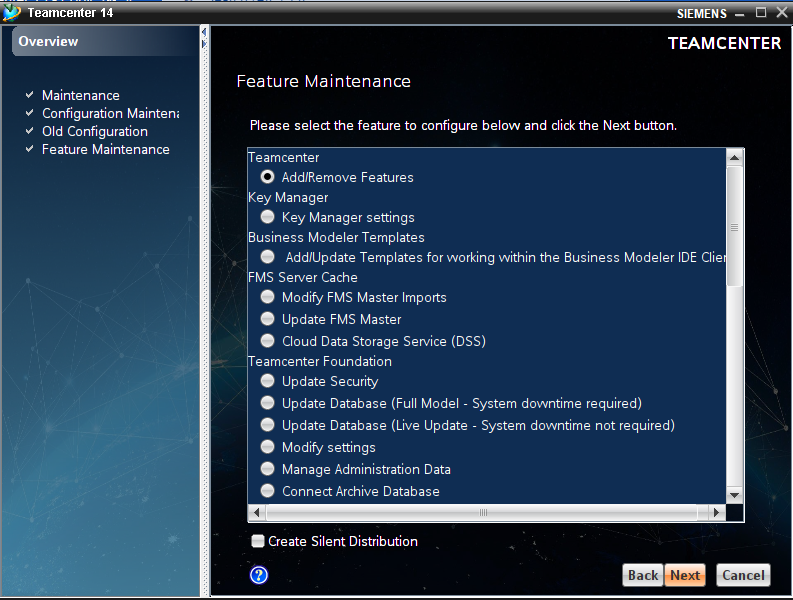 Teamcenter 14
SIEMENS
Overview
TEAMCENTER
Maintenance
Configuration Maintena
Old Configuration
Feature Maintenance
Feature Maintenance
Please select the feature to configure below and click the Next button.
Teamcenter
Add/Remove Features
Key Manager
Key Manager settings
Business Modeler Templates
Add/Update Templates for working within the Business Modeler IDE Clien
FMS Server Cache
Modify FMS Master Imports
Update FMS Master
Cloud Data Storage Service (DSS)
Teamcenter Foundation
Update Security
Update Database (Full Model - System downtime required)
Update Database (Live Update - System downtime not required)
Modify settings
Manage Administration Data
Connect Archive Database
Create Silent Distribution
?
Back
Next
Cancel